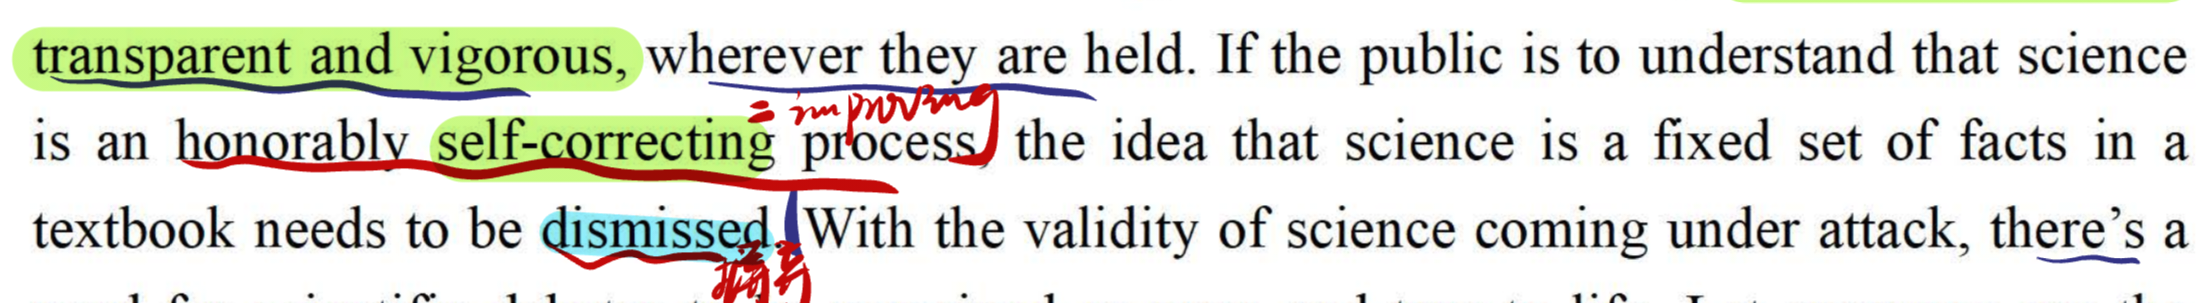 transparent and vigorous, wherever they are held. If the public is to understand that science
= improving
is an honorably self-correcting process, the idea that science is a fixed set of facts in a
textbook needs to be dismissed. With the validity of science coming under attack, there's a
摒弃